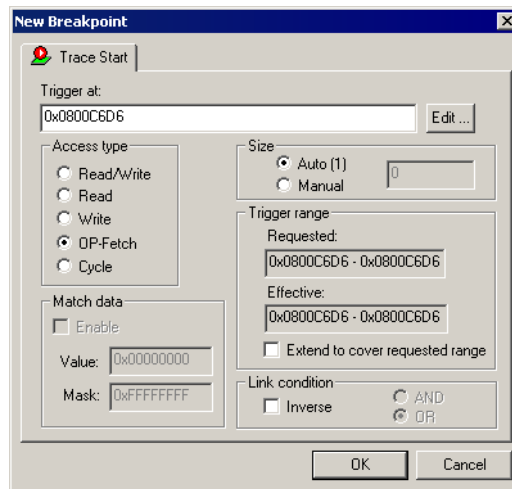 New Breakpoint
Trace Start
Trigger at:
0x0800C6D6
Edit ...
Access type
Read/Write
Read
Write
OP-Fetch
Cycle
Size
Auto (1)
0
Manual
Trigger range
Requested:
0x0800C6D6 - 0x0800C6D6
Effective:
0x0800C6D6 - 0x0800C6D6
Extend to cover requested range
Match data
Enable
Value: 0x00000000
Mask: 0xFFFFFFFF
Link condition
Inverse
AND
OR
OK
Cancel